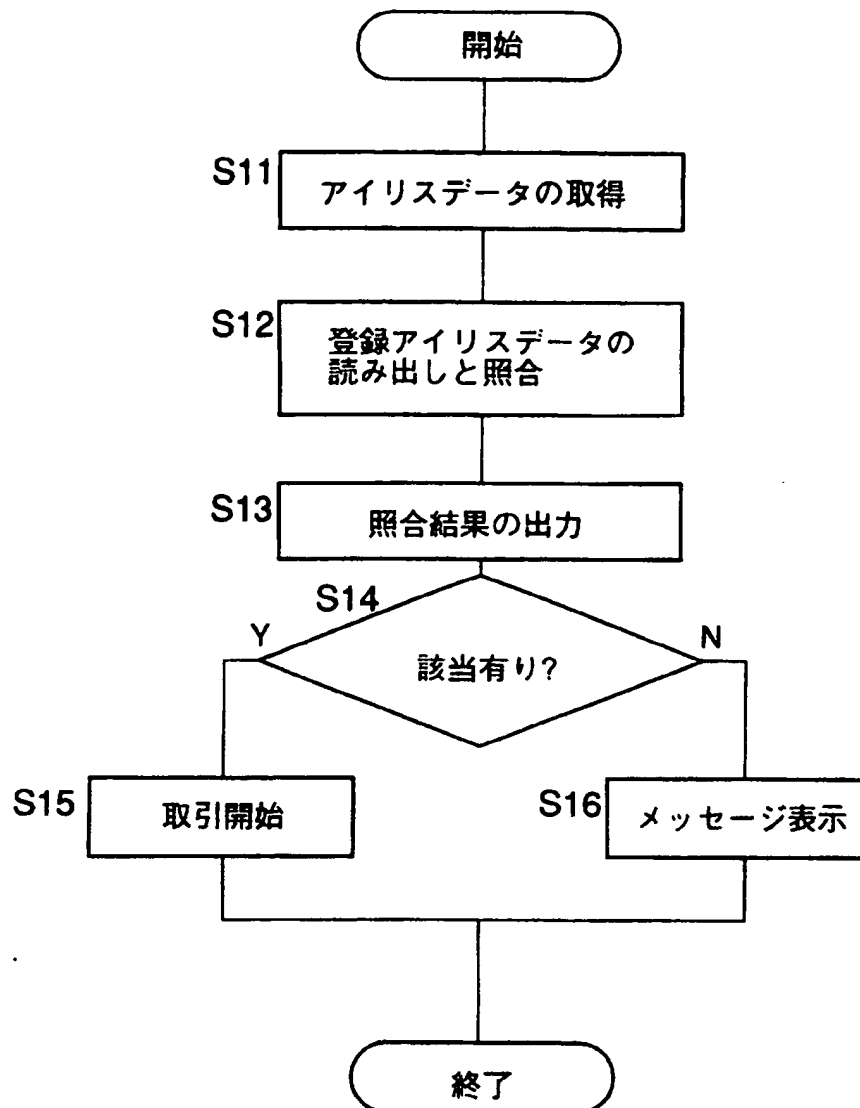 開始
S11
アイリスデータの取得
S12
登録アイリスデータの
読み出しと照合
S13
照合結果の出力
S14
Y
N
該当有り?
S15
取引開始
S16
メッセージ表示
終了